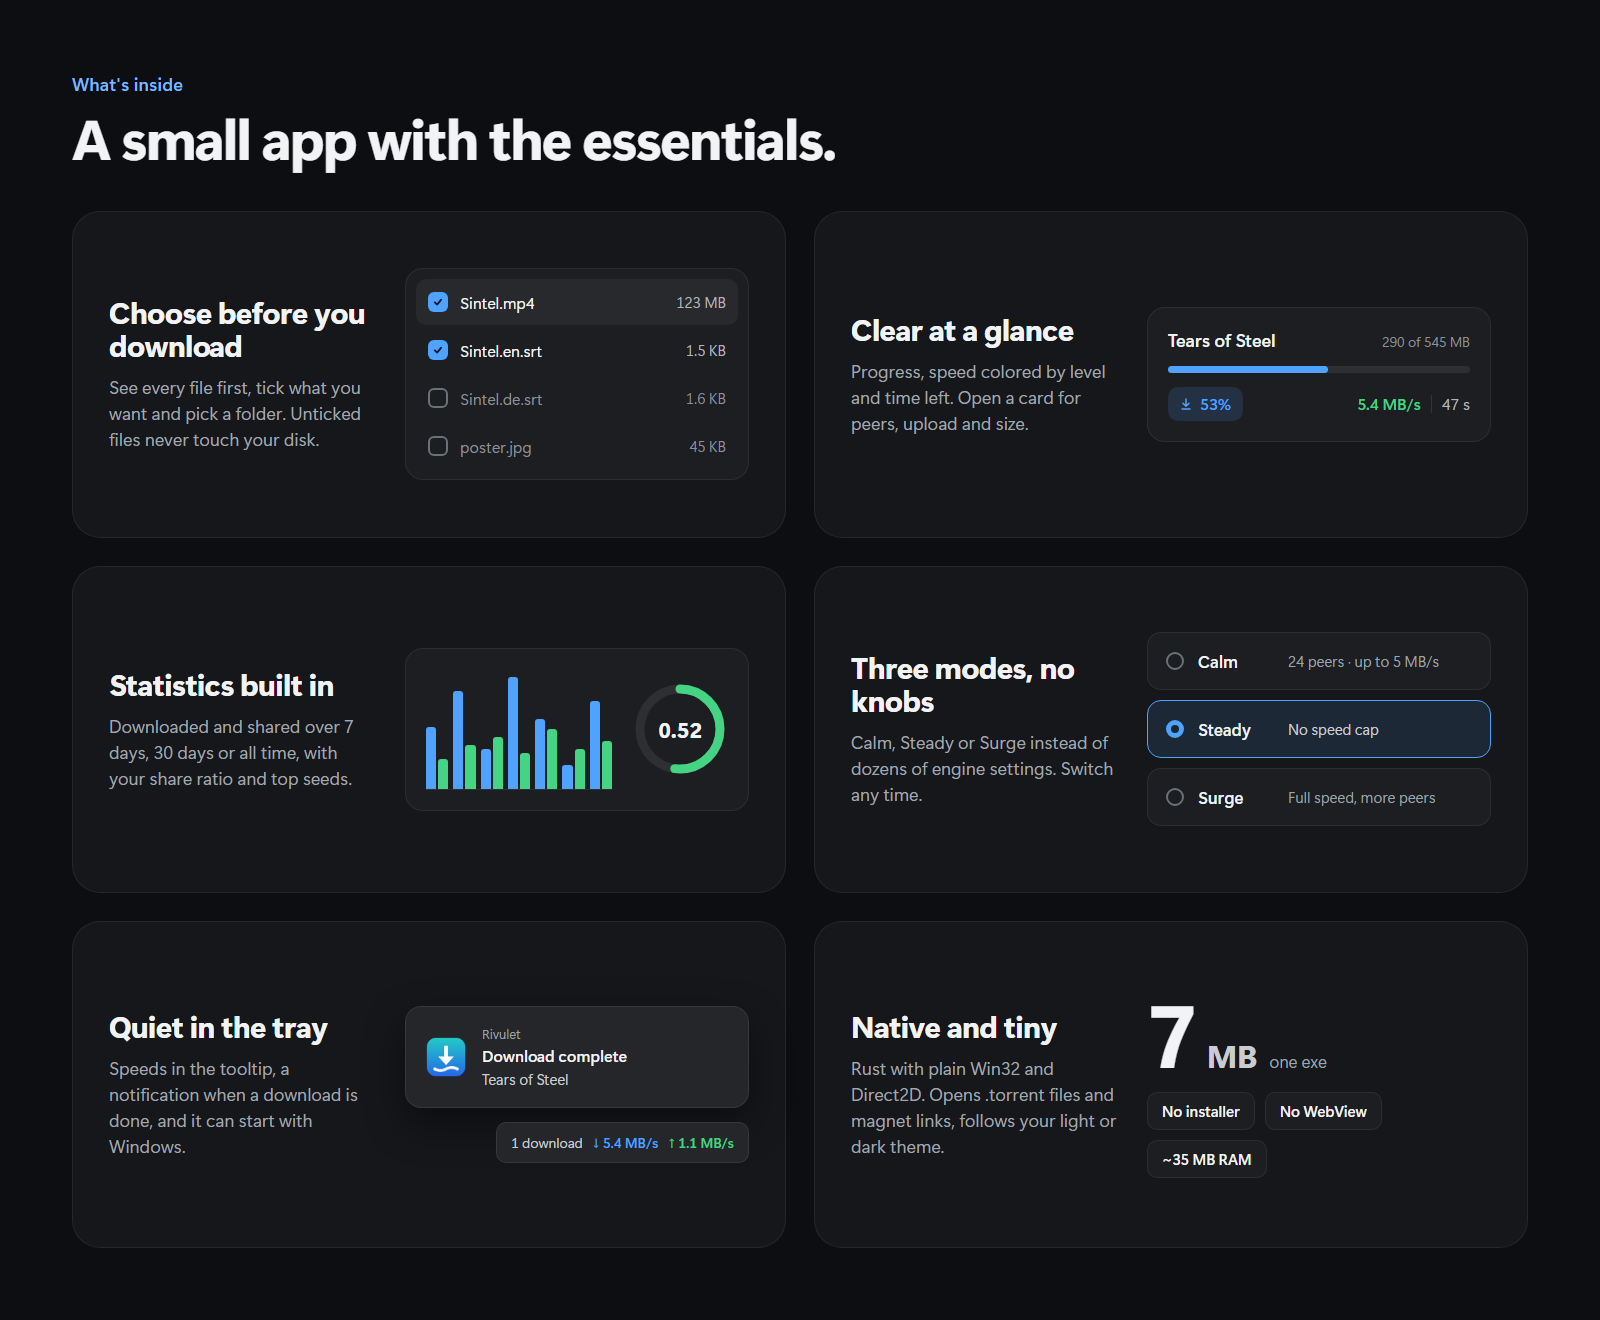 What's inside
A small app with the essentials.
Choose before you
download
See every file first, tick what you
want and pick a folder. Unticked
files never touch your disk.
Sintel.mp4 123 MB
Sintel.en.srt 1.5 KB
Sintel.de.srt 1.6 KB
poster.jpg 45 KB
Clear at a glance
Progress, speed colored by level
and time left. Open a card for
peers, upload and size.
Tears of Steel 290 of 545 MB
53% 5.4 MB/s 47 s
Statistics built in
Downloaded and shared over 7
days, 30 days or all time, with
your share ratio and top seeds.
0.52
Three modes, no
knobs
Calm, Steady or Surge instead of
dozens of engine settings. Switch
any time.
Calm 24 peers · up to 5 MB/s
Steady No speed cap
Surge Full speed, more peers
Quiet in the tray
Speeds in the tooltip, a
notification when a download is
done, and it can start with
Windows.
Rivulet
Download complete
Tears of Steel
1 download ↓ 5.4 MB/s ↑ 1.1 MB/s
Native and tiny
Rust with plain Win32 and
Direct2D. Opens .torrent files and
magnet links, follows your light or
dark theme.
7 MB one exe
No installer No WebView
~35 MB RAM